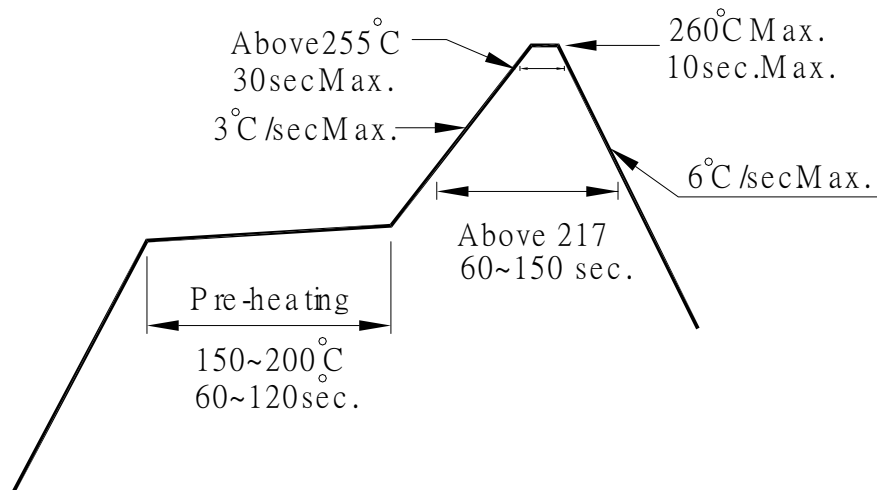 Above255°C
30secMax.
260°CMax.
10sec.Max.
3°C/secMax.
6°C/secMax.
Above 217
60~150 sec.
Pre-heating
150~200°C
60~120sec.